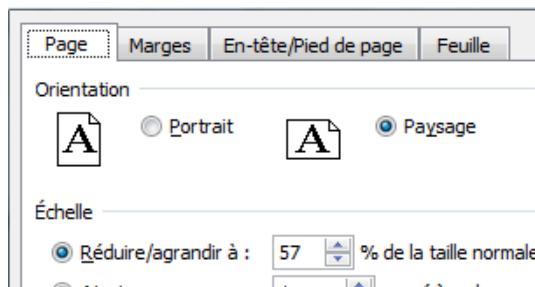 Page Marges En-tête/Pied de page Feuille
Orientation
A Portrait A Paysage
Échelle
Réduire/agrandir à : 57 % de la taille normale